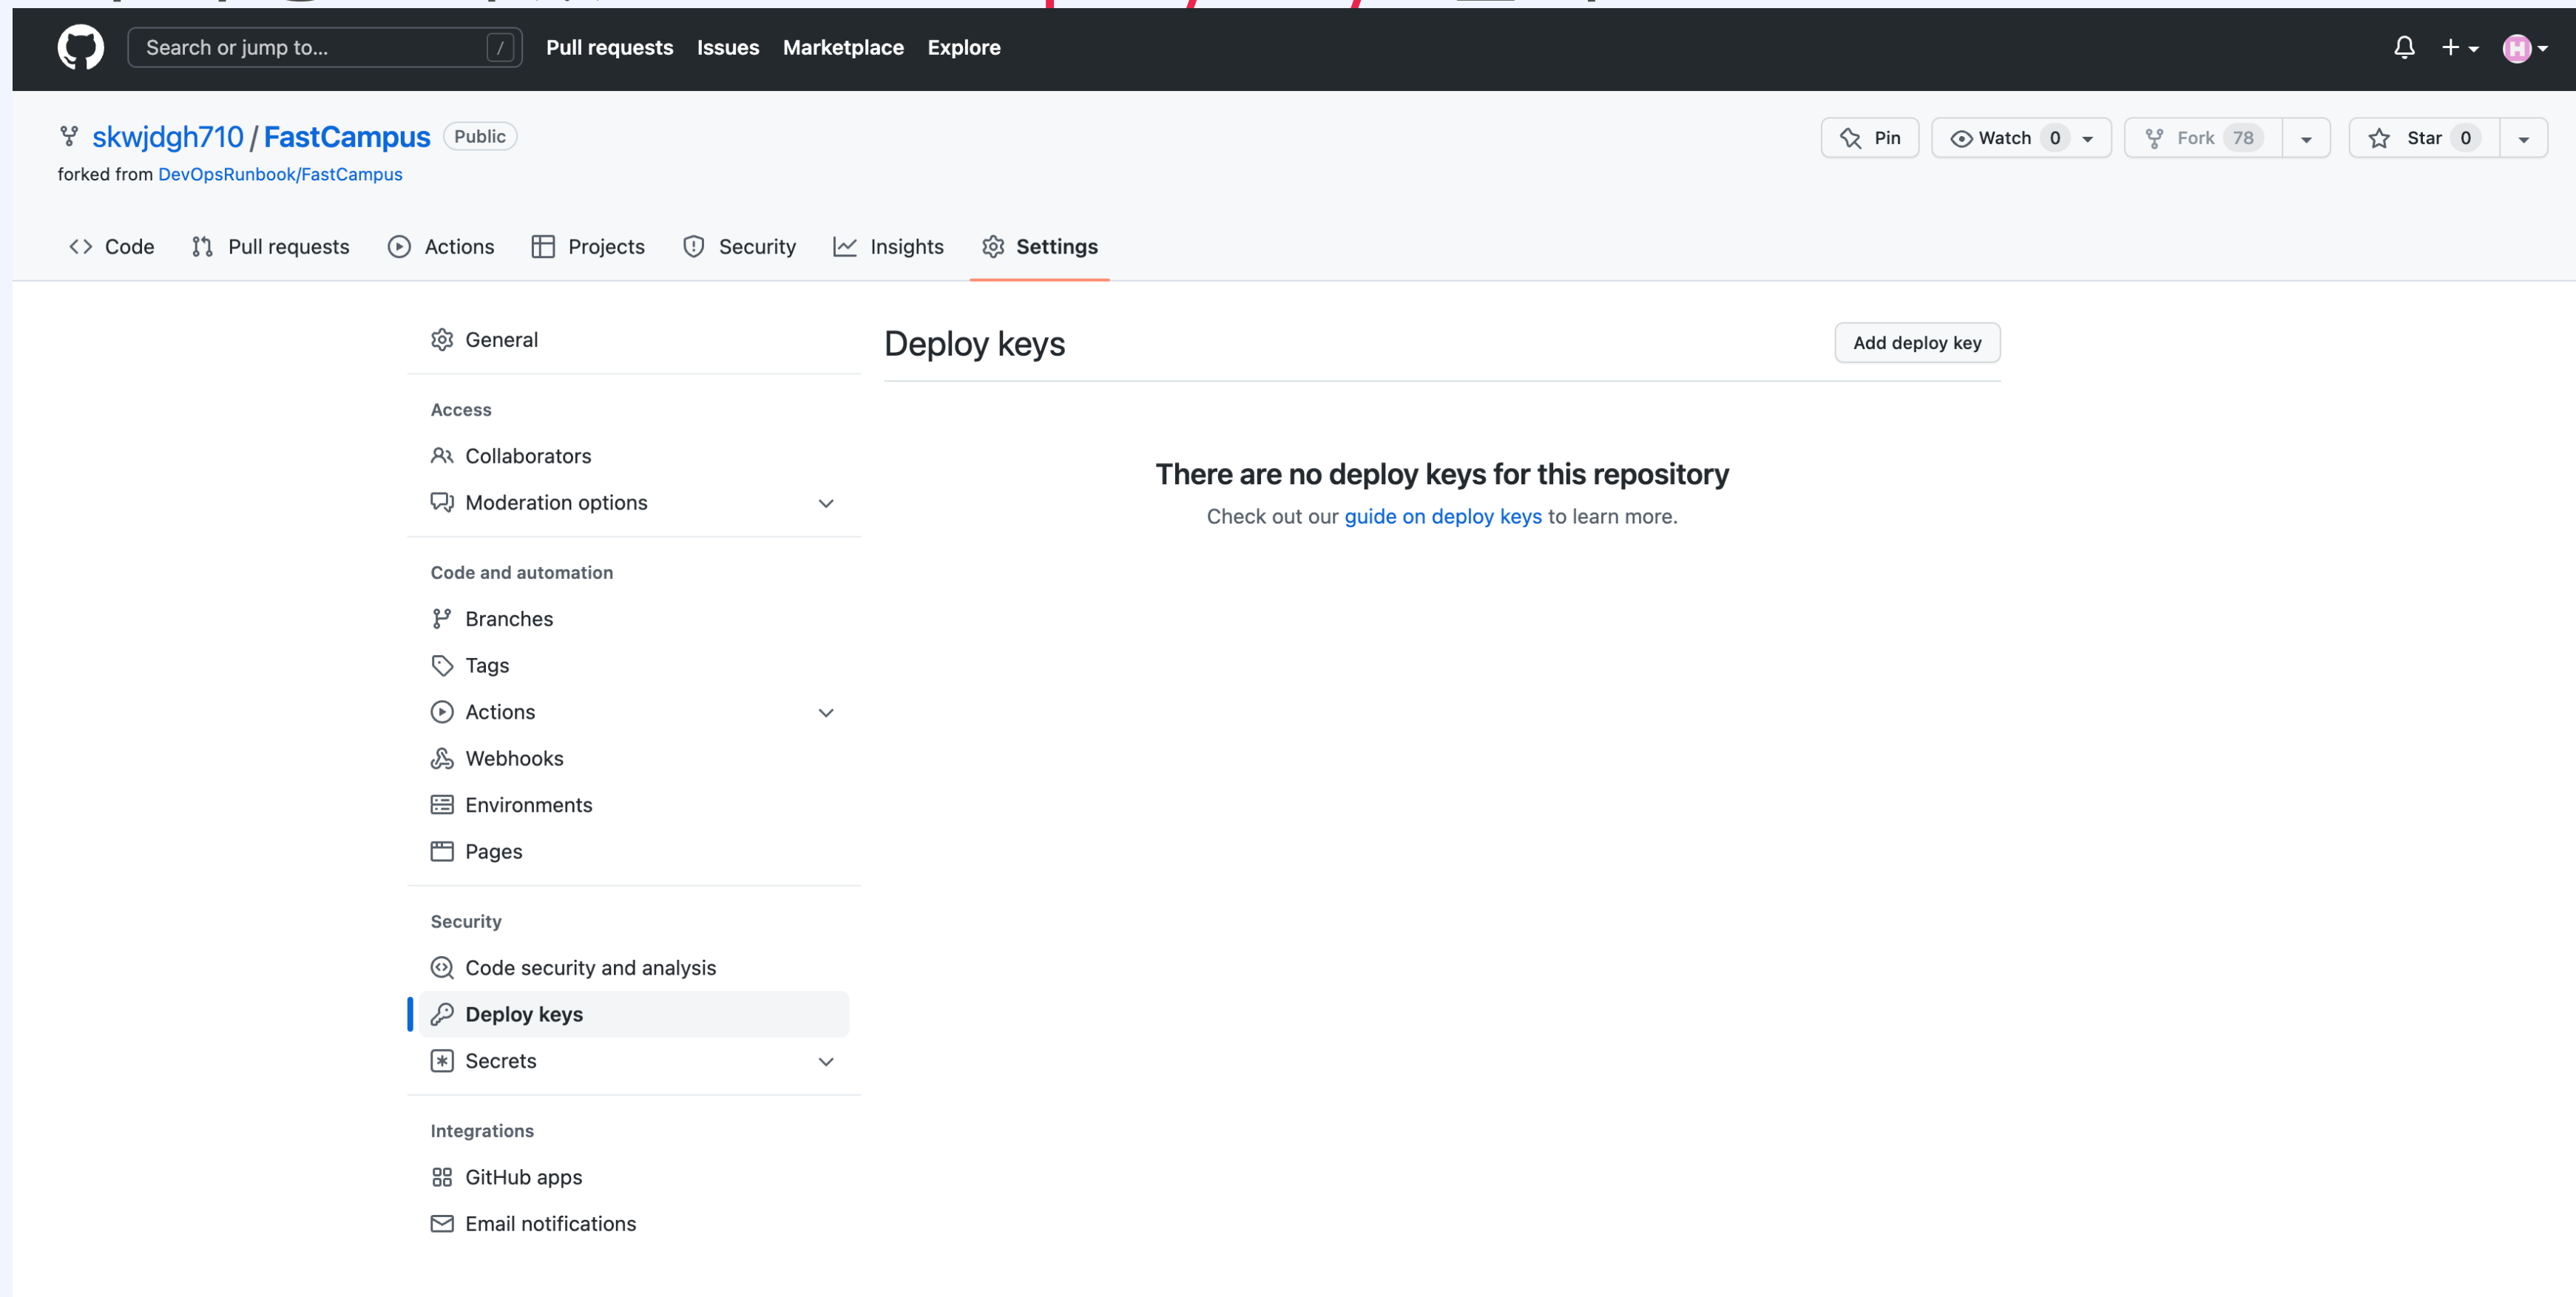 Search or jump to... /
Pull requests Issues Marketplace Explore
skwjdgh710 / FastCampus Public
Pin Watch 0 Fork 78 Star 0
forked from DevOpsRunbook/FastCampus
Code Pull requests Actions Projects Security Insights Settings
General
Access
Collaborators
Moderation options
Code and automation
Branches
Tags
Actions
Webhooks
Environments
Pages
Security
Code security and analysis
Deploy keys
Secrets
Integrations
GitHub apps
Email notifications
Deploy keys
Add deploy key
There are no deploy keys for this repository
Check out our guide on deploy keys to learn more.